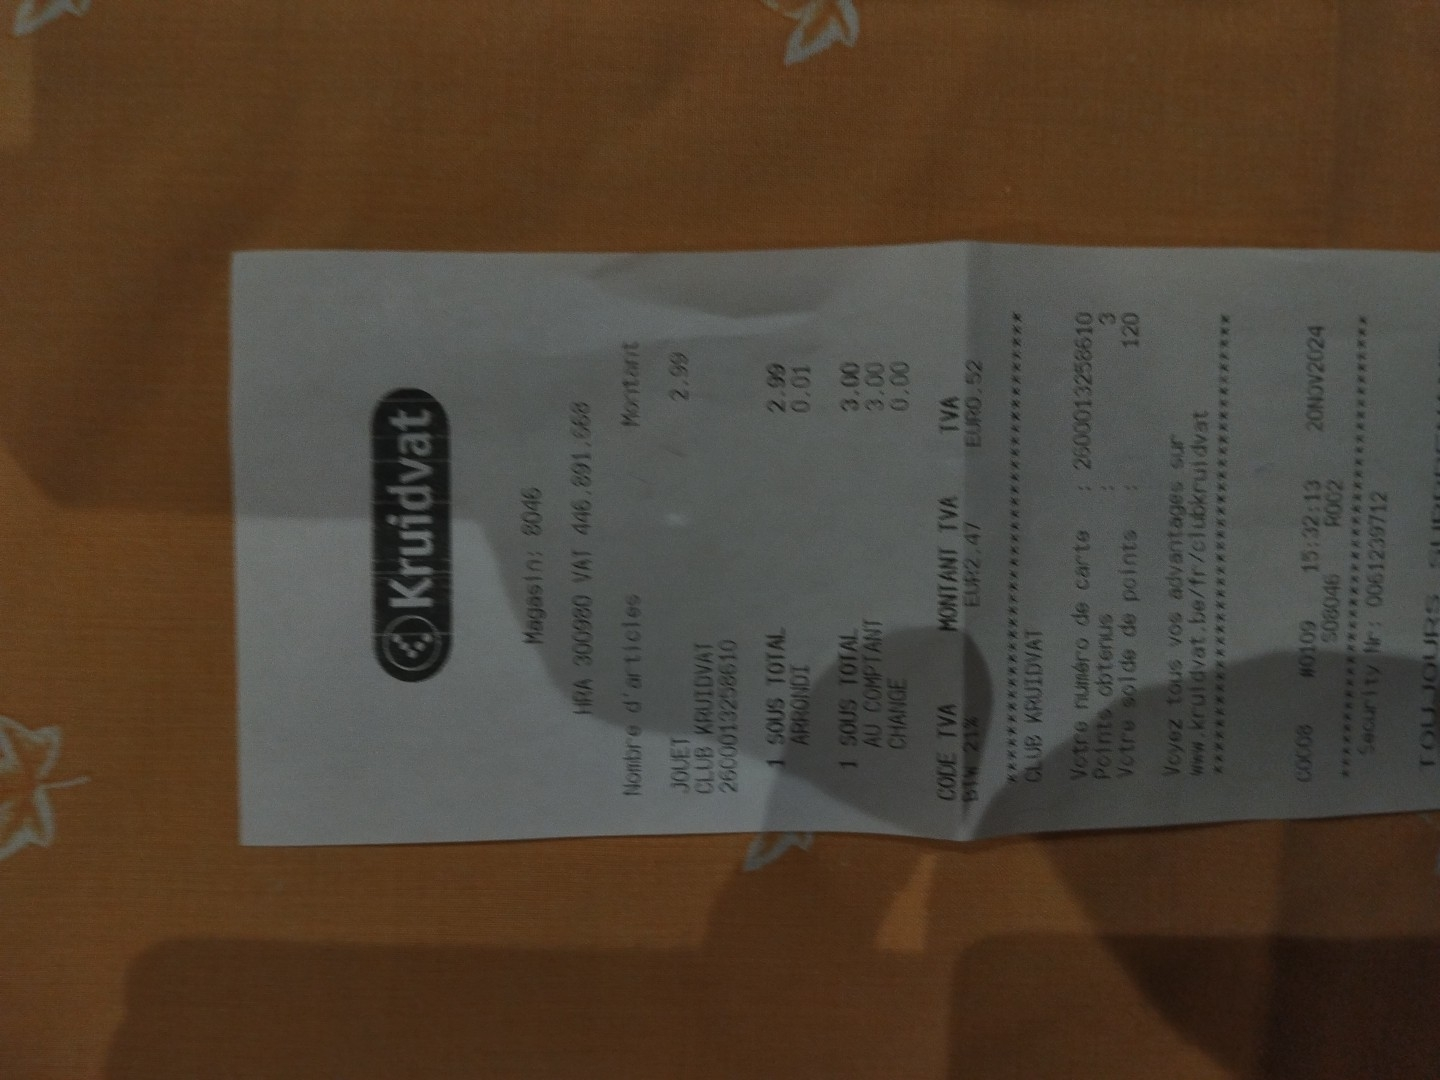 Kruidvat
Magasin: 8046
HRA 300980 VAT 446.891.668
Nombre d'articles Montant
JOUET 2.99
CLUB KRUIDVAT
2600013258610
1 SOUS TOTAL 2.99
ARRONDI 0.01
1 SOUS TOTAL 3.00
AU COMPTANT 3.00
CHANGE 0.00
CODE TVA MONTANT TVA TVA
BTW 21% EUR2.47 EUR0.52
***************************************
CLUB KRUIDVAT
Votre numéro de carte : 2600013258610
Points obtenus : 3
Votre solde de points : 120
Voyez tous vos advantages sur
www.kruidvat.be/fr/clubkruidvat
***************************************
C0C08 #0109 15:32:13 20NOV2024
S08046 R002
***************************************
Security Nr: 0061239712
TOUJOURS